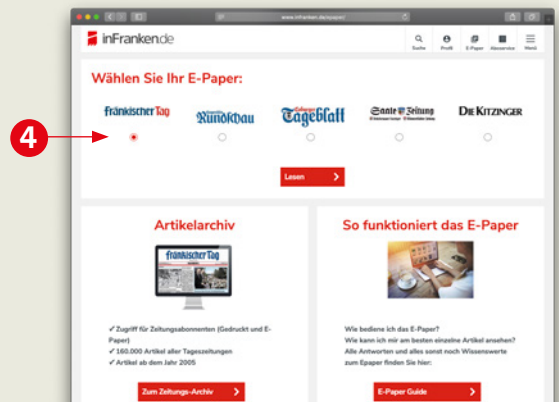 www.infranken.de/epaper/
inFranken.de
Suche
Profil
E-Paper
Aboservice
Menü
Wählen Sie Ihr E-Paper:
Fränkischer Tag
Rundschau
Coburger
Tageblatt
Saale Zeitung
DIE KITZINGER
4
Lesen
Artikelarchiv
fränkischer Tag
✓ Zugriff für Zeitungsabonnenten (Gedruckt und E-
Paper)
✓ 160.000 Artikel aller Tageszeitungen
✓ Artikel ab dem Jahr 2005
Zum Zeitungs-Archiv
So funktioniert das E-Paper
Wie bediene ich das E-Paper?
Wie kann ich mir am besten einzelne Artikel ansehen?
Alle Antworten und alles sonst noch Wissenswerte
zum Epaper finden Sie hier:
E-Paper Guide